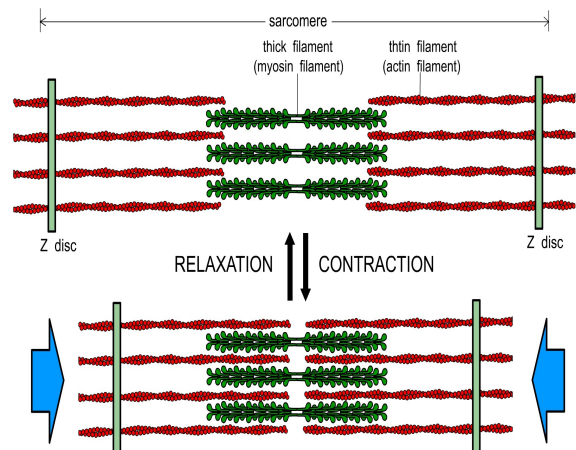 sarcomere
thick filament
(myosin filament)
thtin filament
(actin filament)
Z disc
Z disc
RELAXATION
CONTRACTION